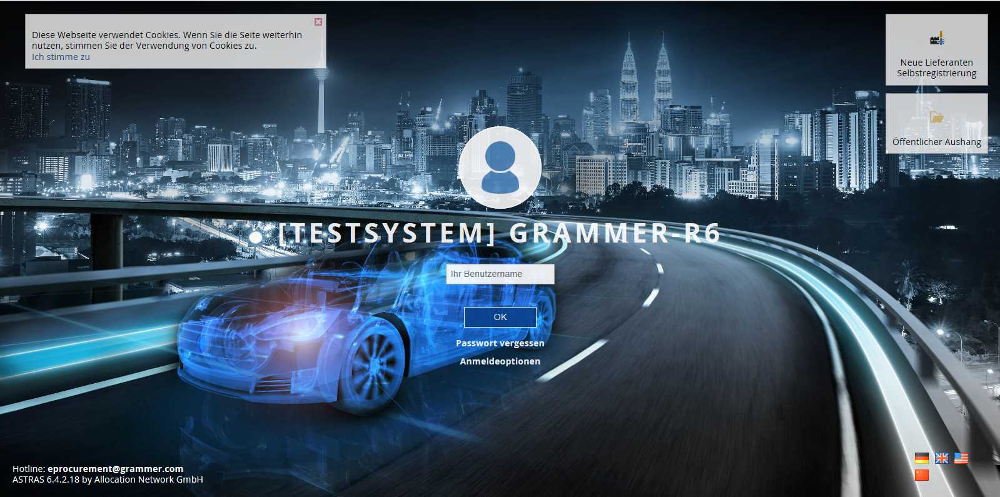 Diese Webseite verwendet Cookies. Wenn Sie die Seite weiterhin
nutzen, stimmen Sie der Verwendung von Cookies zu.
Ich stimme zu
Neue Lieferanten
Selbstregistrierung
Öffentlicher Aushang
[TESTSYSTEM] GRAMMER-R6
Ihr Benutzername
OK
Passwort vergessen
Anmeldeoptionen
Hotline: eprocurement@grammer.com
ASTRAS 6.4.2.18 by Allocation Network GmbH